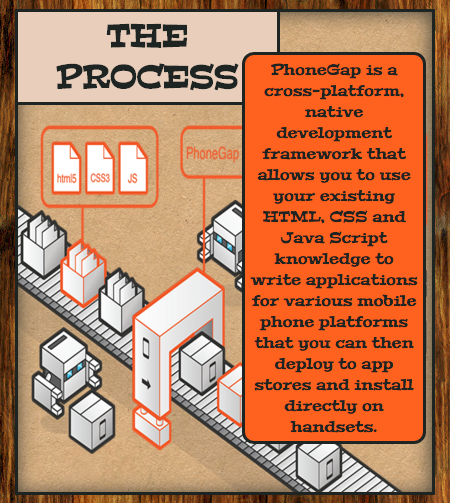 THE
PROCESS
html5
CSS3
JS
PhoneGap
PhoneGap is a
cross-platform,
native
development
framework that
allows you to use
your existing
HTML, CSS and
Java Script
knowledge to
write applications
for various mobile
phone platforms
that you can then
deploy to app
stores and install
directly on
handsets.